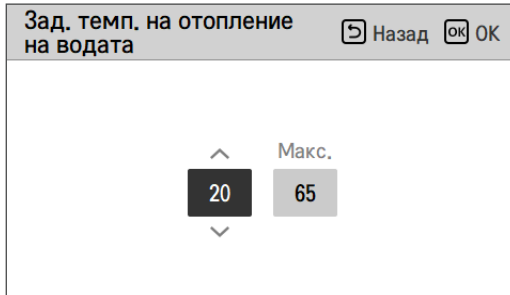 Зад. темп. на отопление
на водата
Назад OK OK
Макс.
20 65